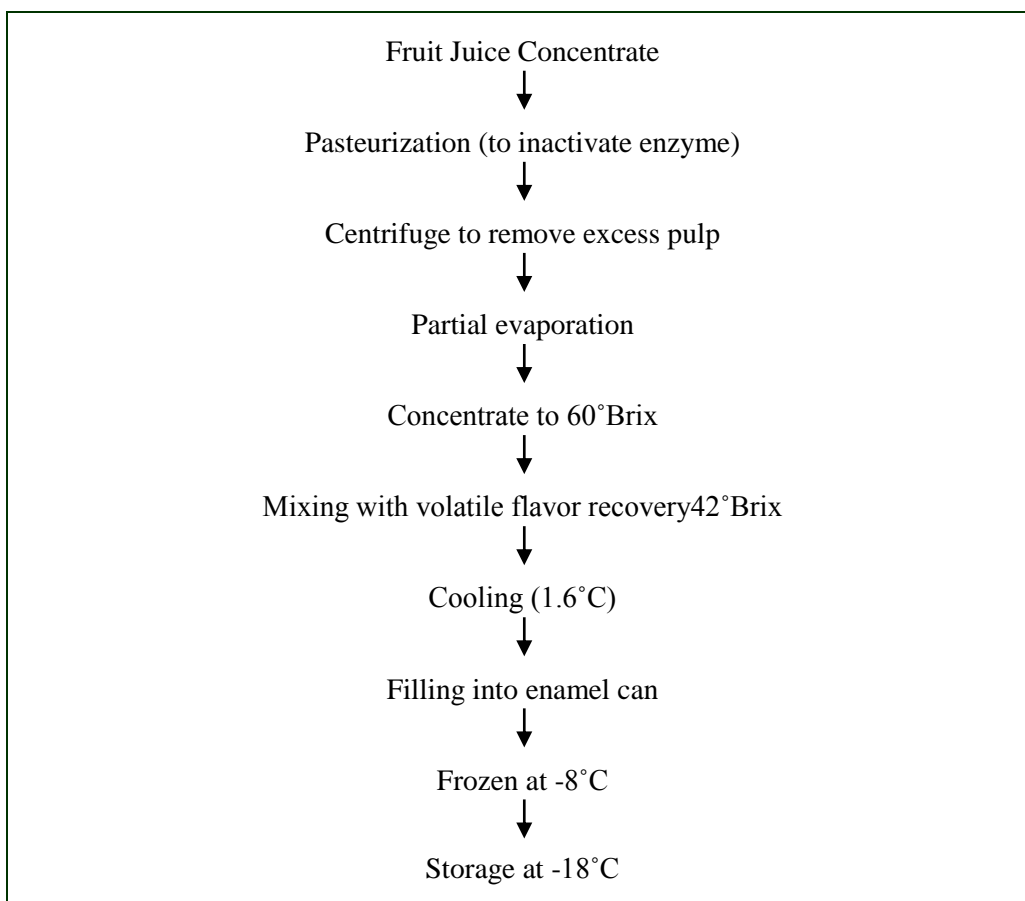 Fruit Juice Concentrate
Pasteurization (to inactivate enzyme)
Centrifuge to remove excess pulp
Partial evaporation
Concentrate to 60˚Brix
Mixing with volatile flavor recovery42˚Brix
Cooling (1.6˚C)
Filling into enamel can
Frozen at -8˚C
Storage at -18˚C